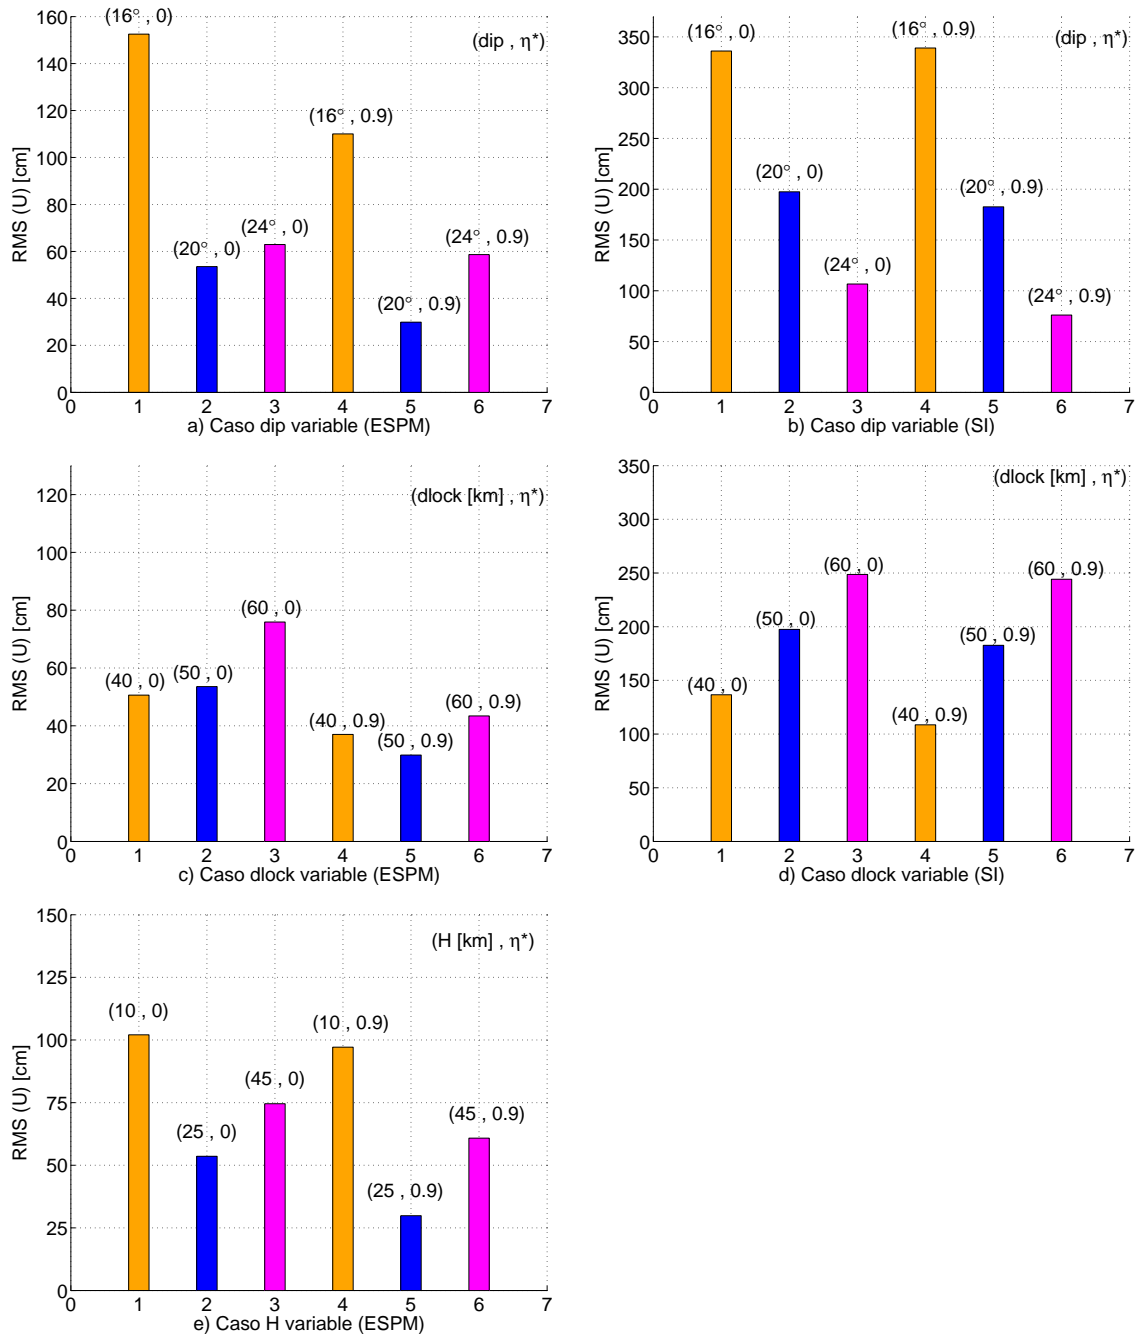 160
140
120
100
80
60
40
20
0
RMS (U) [cm]
(16° , 0)
(dip , η*)
(16° , 0.9)
(20° , 0)
(24° , 0)
(24° , 0.9)
(20° , 0.9)
0 1 2 3 4 5 6 7
a) Caso dip variable (ESPM)
350
300
250
200
150
100
50
0
RMS (U) [cm]
(16° , 0)
(16° , 0.9)
(dip , η*)
(20° , 0)
(20° , 0.9)
(24° , 0)
(24° , 0.9)
0 1 2 3 4 5 6 7
b) Caso dip variable (SI)
120
100
80
60
40
20
0
RMS (U) [cm]
(dlock [km] , η*)
(60 , 0)
(40 , 0)
(50 , 0)
(40 , 0.9)
(50 , 0.9)
(60 , 0.9)
0 1 2 3 4 5 6 7
c) Caso dlock variable (ESPM)
350
300
250
200
150
100
50
0
RMS (U) [cm]
(dlock [km] , η*)
(60 , 0)
(60 , 0.9)
(50 , 0)
(50 , 0.9)
(40 , 0)
(40 , 0.9)
0 1 2 3 4 5 6 7
d) Caso dlock variable (SI)
150
125
100
75
50
25
0
RMS (U) [cm]
(H [km] , η*)
(10 , 0)
(10 , 0.9)
(45 , 0)
(25 , 0)
(45 , 0.9)
(25 , 0.9)
0 1 2 3 4 5 6 7
e) Caso H variable (ESPM)